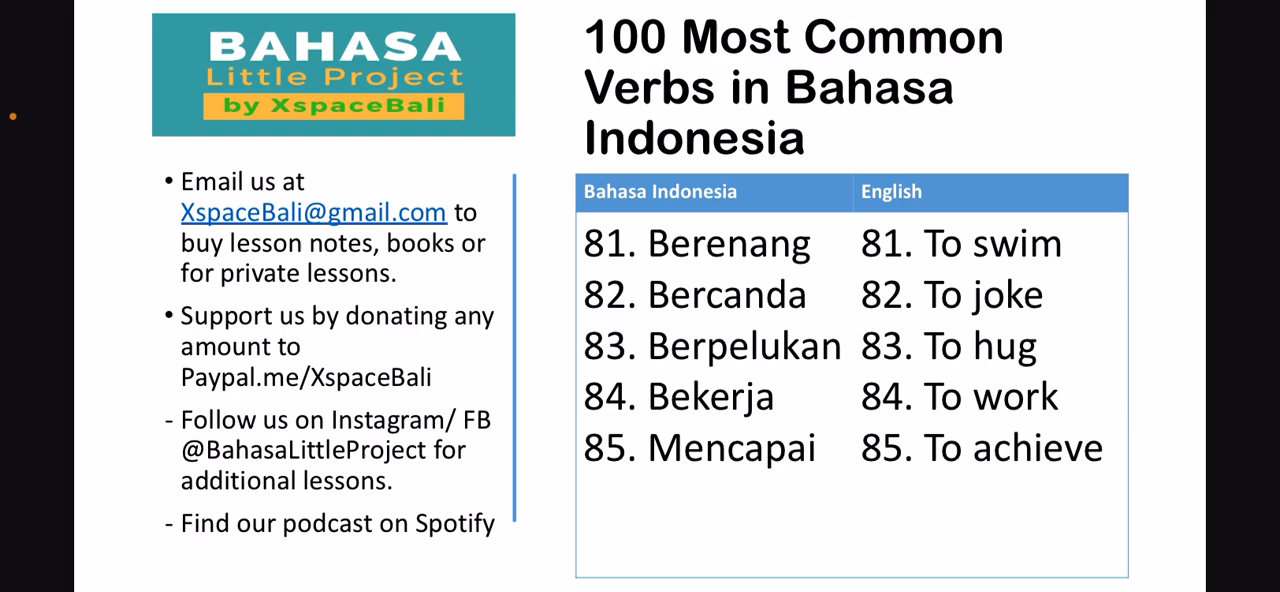 BAHASA
Little Project
by XspaceBali
• Email us at
XspaceBali@gmail.com to
buy lesson notes, books or
for private lessons.
• Support us by donating any
amount to
Paypal.me/XspaceBali
- Follow us on Instagram/ FB
@BahasaLittleProject for
additional lessons.
- Find our podcast on Spotify
100 Most Common
Verbs in Bahasa
Indonesia
Bahasa Indonesia English
81. Berenang 81. To swim
82. Bercanda 82. To joke
83. Berpelukan 83. To hug
84. Bekerja 84. To work
85. Mencapai 85. To achieve